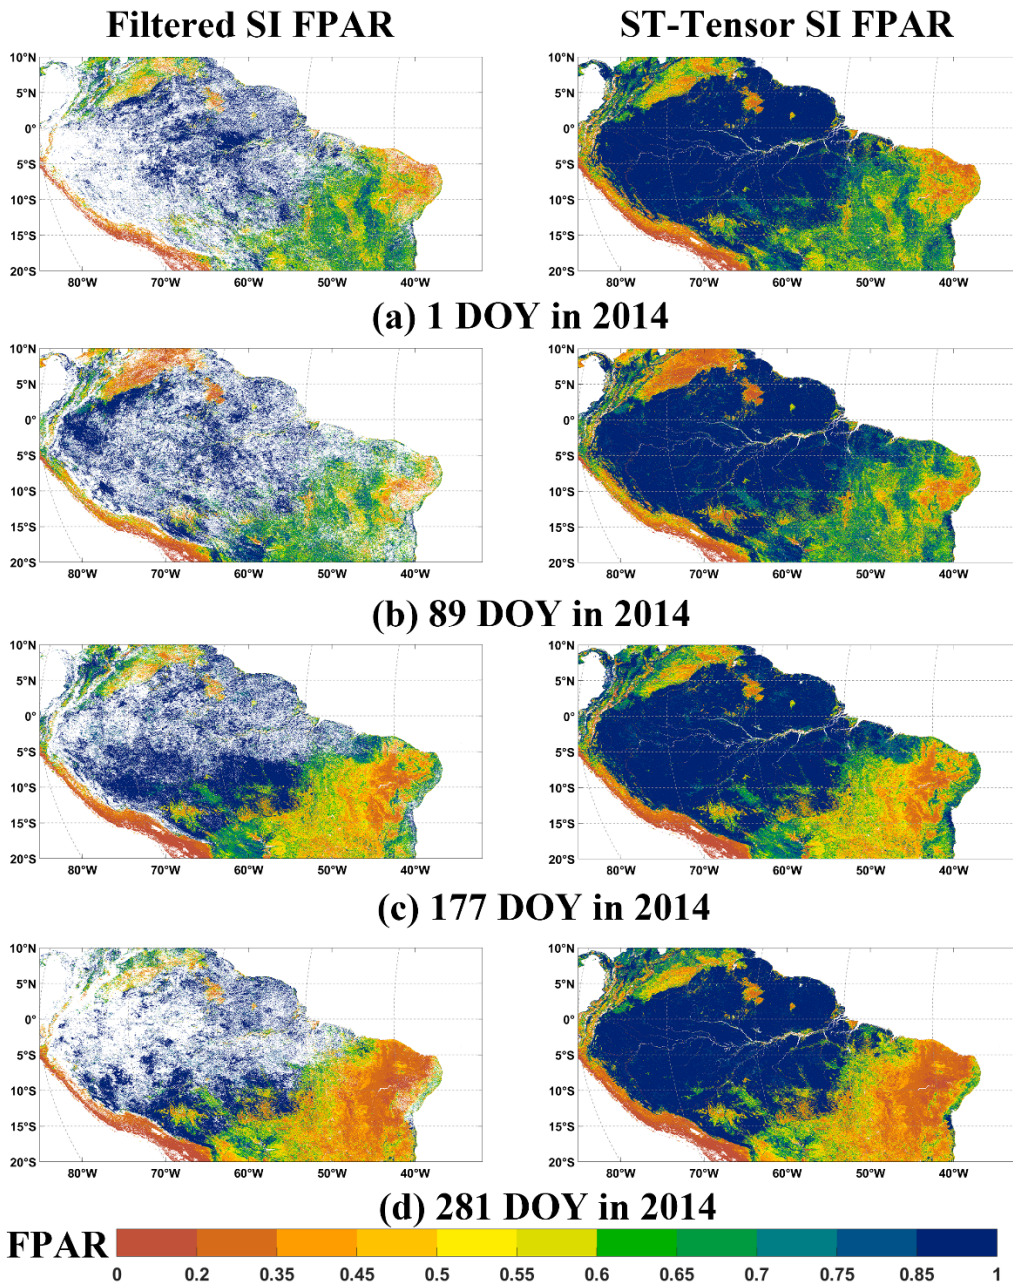 Filtered SI FPAR ST-Tensor SI FPAR
10°N 10°N
5°N 5°N
0° 0°
5°S 5°S
10°S 10°S
15°S 15°S
20°S 20°S
80°W 70°W 60°W 50°W 40°W 80°W 70°W 60°W 50°W 40°W
(a) 1 DOY in 2014
10°N 10°N
5°N 5°N
0° 0°
5°S 5°S
10°S 10°S
15°S 15°S
20°S 20°S
80°W 70°W 60°W 50°W 40°W 80°W 70°W 60°W 50°W 40°W
(b) 89 DOY in 2014
10°N 10°N
5°N 5°N
0° 0°
5°S 5°S
10°S 10°S
15°S 15°S
20°S 20°S
80°W 70°W 60°W 50°W 40°W 80°W 70°W 60°W 50°W 40°W
(c) 177 DOY in 2014
10°N 10°N
5°N 5°N
0° 0°
5°S 5°S
10°S 10°S
15°S 15°S
20°S 20°S
80°W 70°W 60°W 50°W 40°W 80°W 70°W 60°W 50°W 40°W
(d) 281 DOY in 2014
FPAR
0 0.2 0.35 0.45 0.5 0.55 0.6 0.65 0.7 0.75 0.85 1